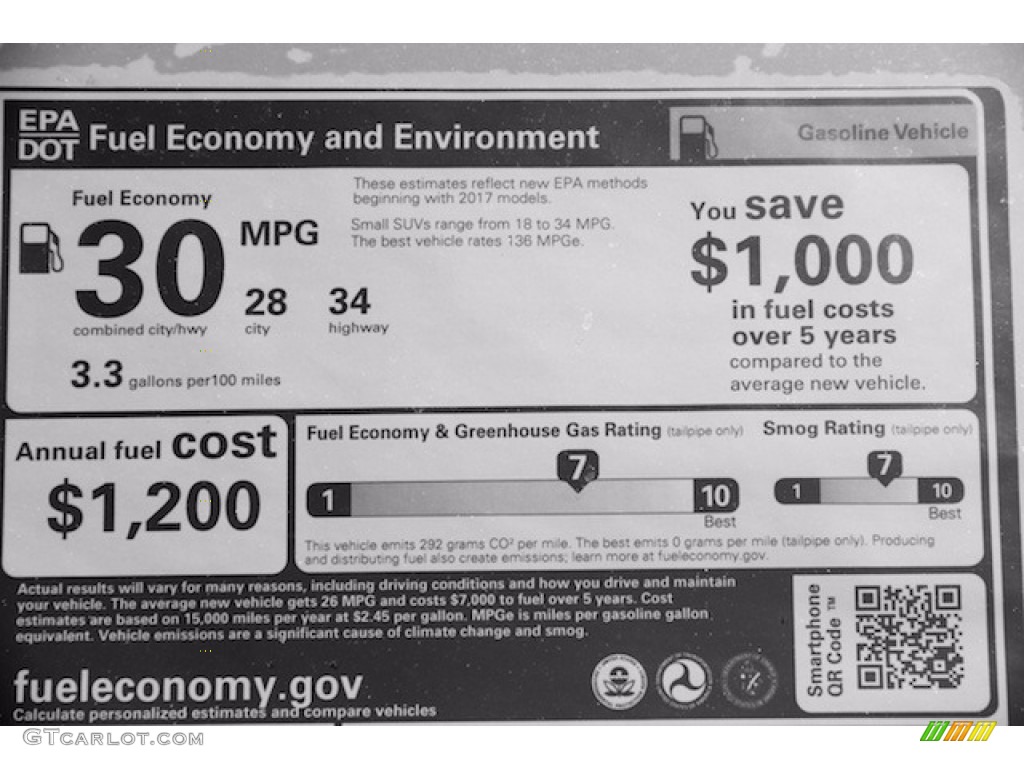 EPA
DOT
Fuel Economy and Environment
Gasoline Vehicle
Fuel Economy
30
MPG
combined city/hwy
28
city
34
highway
3.3 gallons per100 miles
These estimates reflect new EPA methods
beginning with 2017 models.
Small SUVs range from 18 to 34 MPG.
The best vehicle rates 136 MPGe.
You save
$1,000
in fuel costs
over 5 years
compared to the
average new vehicle.
Annual fuel cost
$1,200
Fuel Economy & Greenhouse Gas Rating (tailpipe only)
7
1
10
Best
Smog Rating (tailpipe only)
7
1
10
Best
This vehicle emits 292 grams CO² per mile. The best emits 0 grams per mile (tailpipe only). Producing
and distributing fuel also create emissions; learn more at fueleconomy.gov.
Actual results will vary for many reasons, including driving conditions and how you drive and maintain
your vehicle. The average new vehicle gets 26 MPG and costs $7,000 to fuel over 5 years. Cost
estimates are based on 15,000 miles per year at $2.45 per gallon. MPGe is miles per gasoline gallon
equivalent. Vehicle emissions are a significant cause of climate change and smog.
fueleconomy.gov
Calculate personalized estimates and compare vehicles
Smartphone
QR Code ™
GTcarlot.com